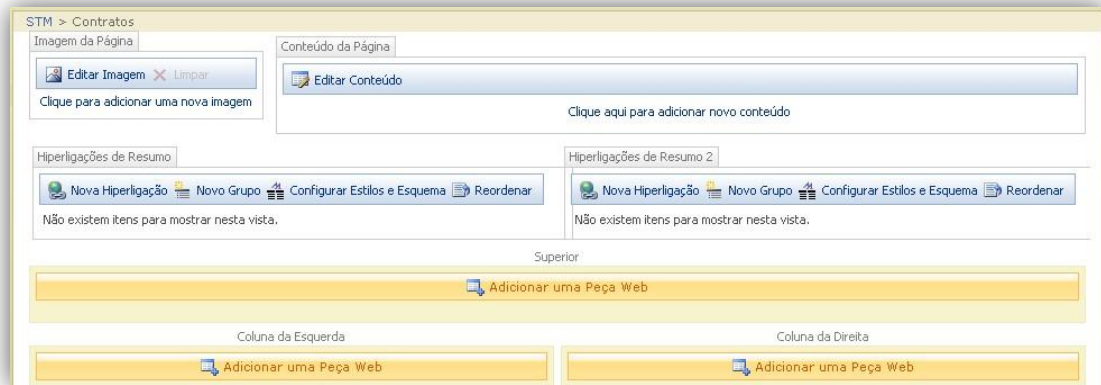 STM > Contratos
Imagem da Página
Editar Imagem Limpar
Clique para adicionar uma nova imagem
Conteúdo da Página
Editar Conteúdo
Clique aqui para adicionar novo conteúdo
Hiperligações de Resumo
Nova Hiperligação Novo Grupo Configurar Estilos e Esquema Reordenar
Não existem itens para mostrar nesta vista.
Hiperligações de Resumo 2
Nova Hiperligação Novo Grupo Configurar Estilos e Esquema Reordenar
Não existem itens para mostrar nesta vista.
Superior
Adicionar uma Peça Web
Coluna da Esquerda
Adicionar uma Peça Web
Coluna da Direita
Adicionar uma Peça Web